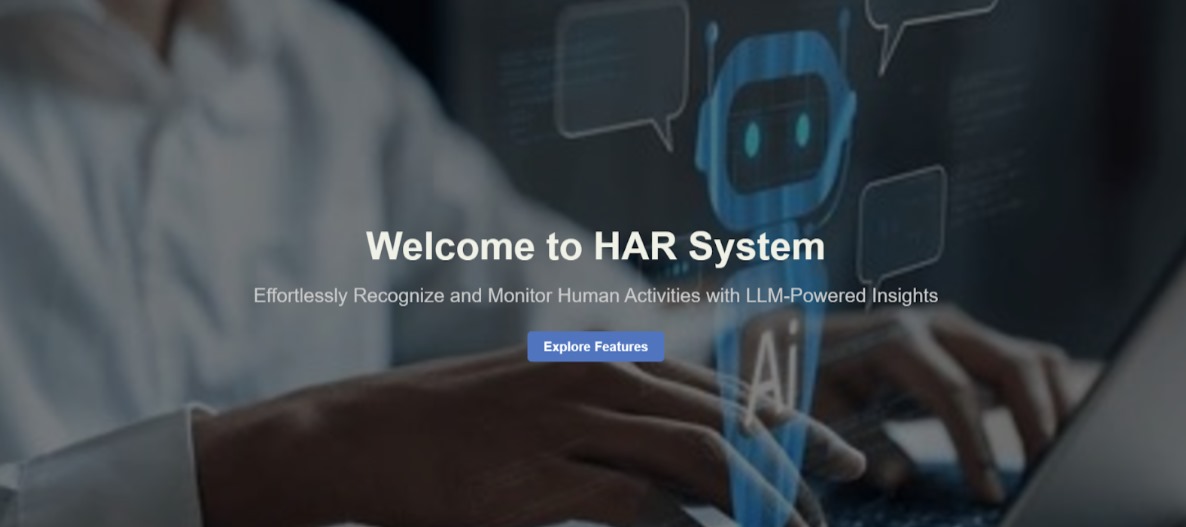 Welcome to HAR System
Effortlessly Recognize and Monitor Human Activities with LLM-Powered Insights
Explore Features
Ai